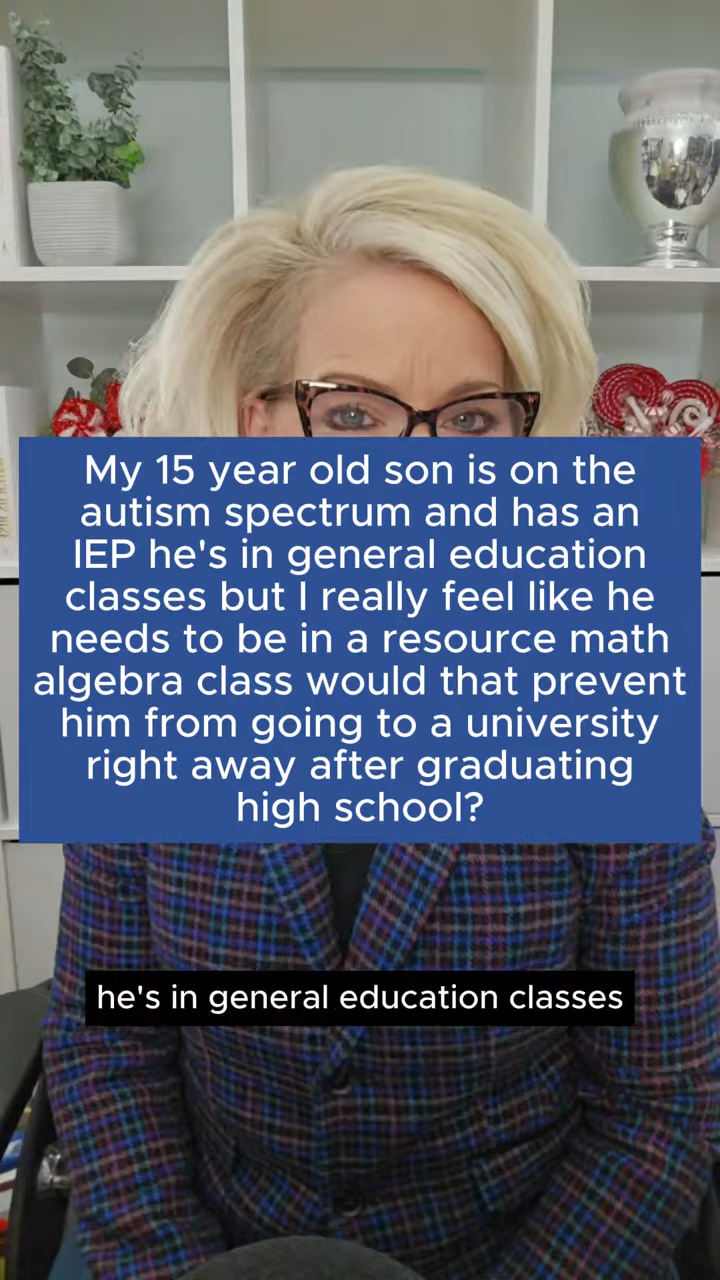 My 15 year old son is on the
autism spectrum and has an
IEP he's in general education
classes but I really feel like he
needs to be in a resource math
algebra class would that prevent
him from going to a university
right away after graduating
high school?
he's in general education classes